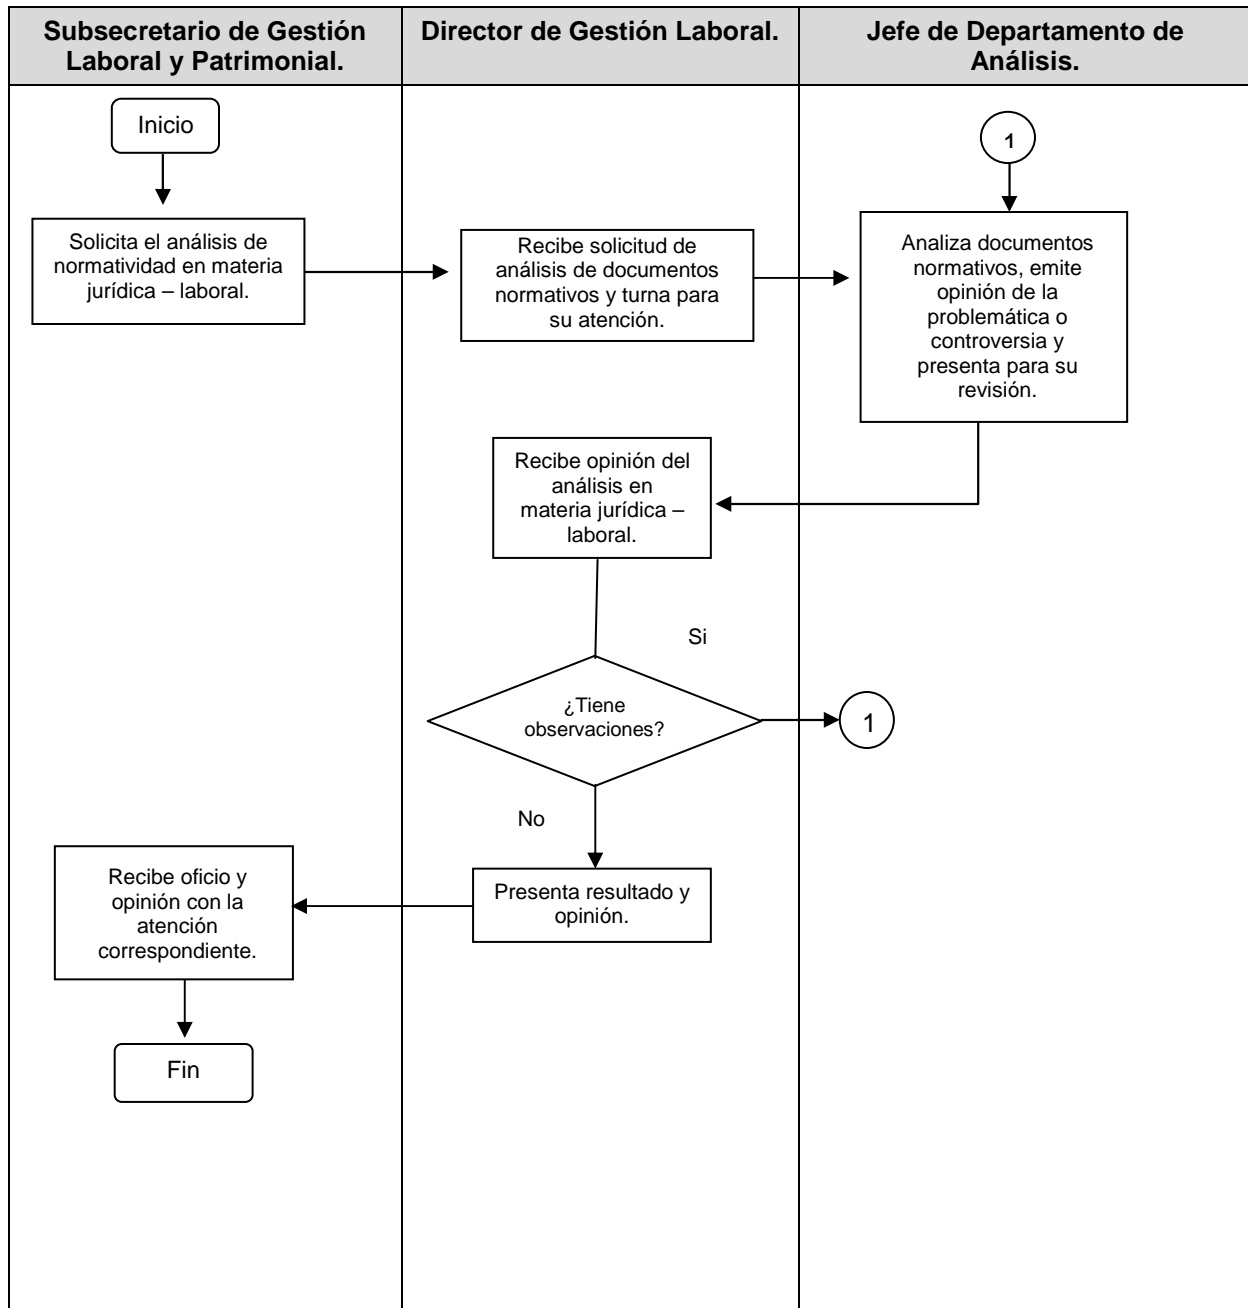 Subsecretario de Gestión
Laboral y Patrimonial.
Director de Gestión Laboral.
Jefe de Departamento de
Análisis.
Inicio
1
Solicita el análisis de
normatividad en materia
jurídica – laboral.
Recibe solicitud de
análisis de documentos
normativos y turna para
su atención.
Analiza documentos
normativos, emite
opinión de la
problemática o
controversia y
presenta para su
revisión.
Recibe opinión del
análisis en
materia jurídica –
laboral.
Si
¿Tiene
observaciones?
1
No
Presenta resultado y
opinión.
Recibe oficio y
opinión con la
atención
correspondiente.
Fin